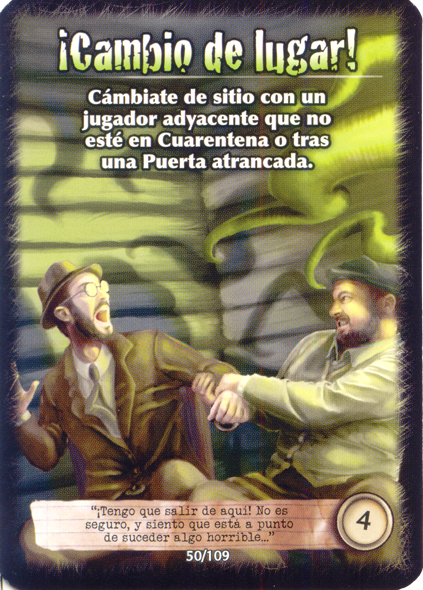 ¡Cambio de lugar!
Cámbiate de sitio con un
jugador adyacente que no
esté en Cuarentena o tras
una Puerta atrancada.
4
“¡Tengo que salir de aquí! No es
seguro, y siento que está a punto
de suceder algo horrible...”
50/109